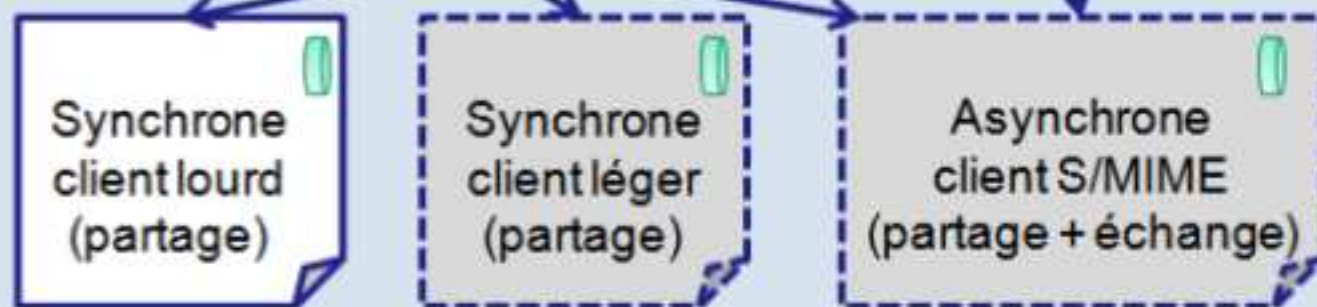 Synchrone
client lourd
(partage)
Synchrone
client léger
(partage)
Asynchrone
client S/MIME
(partage + échange)